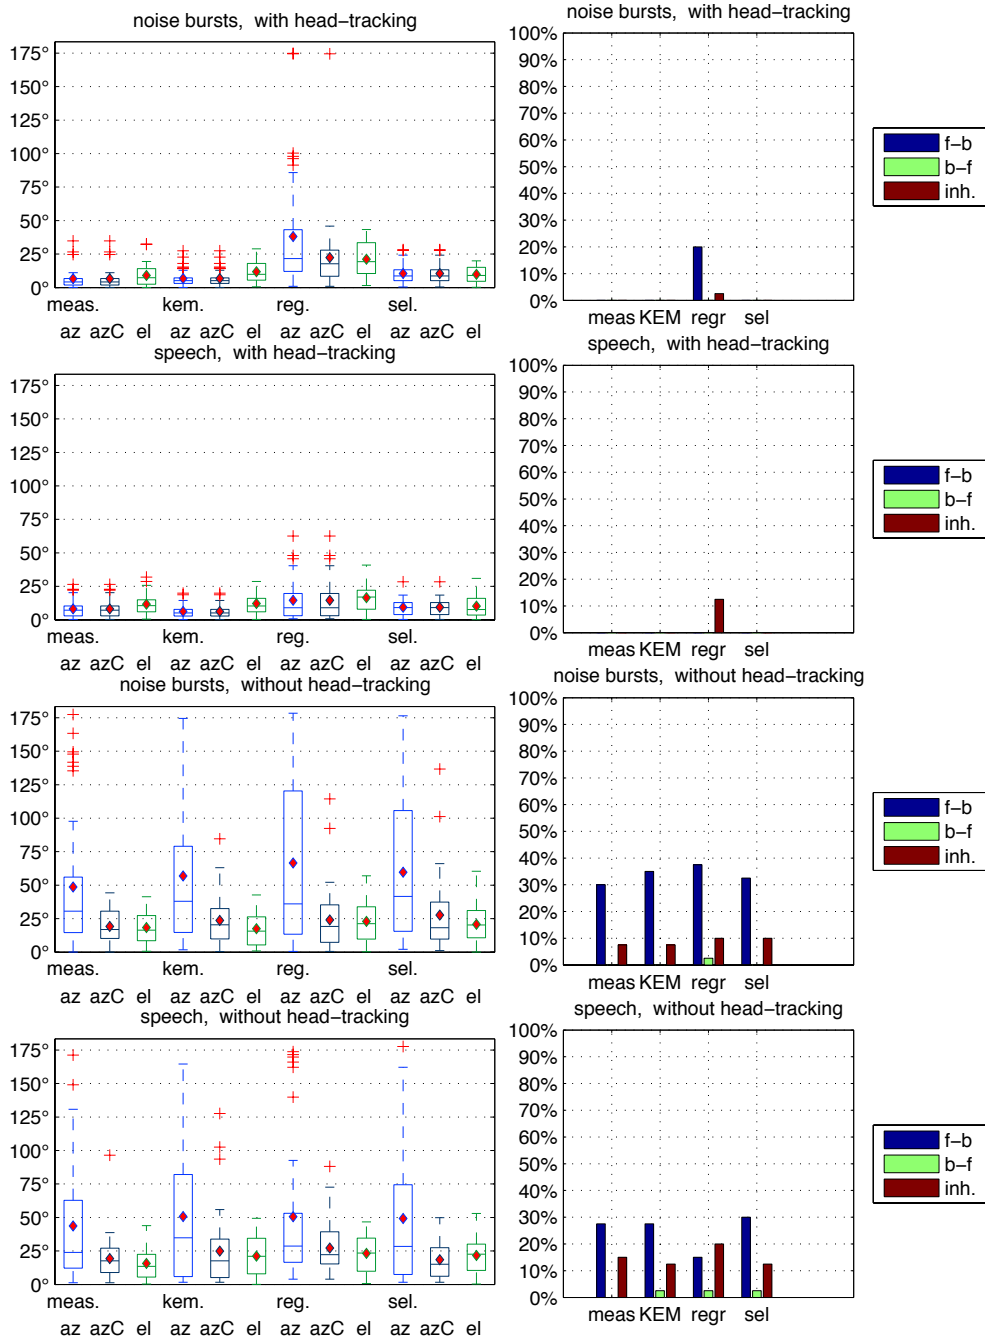 noise bursts, with head-tracking
175°
150°
125°
100°
75°
50°
25°
0°
meas. kem. reg. sel.
az azC el az azC el az azC el az azC el
noise bursts, with head-tracking
100%
90%
80%
70%
60%
50%
40%
30%
20%
10%
0%
meas KEM regr sel
f-b
b-f
inh.
speech, with head-tracking
175°
150°
125°
100°
75°
50°
25°
0°
meas. kem. reg. sel.
az azC el az azC el az azC el az azC el
speech, with head-tracking
100%
90%
80%
70%
60%
50%
40%
30%
20%
10%
0%
meas KEM regr sel
f-b
b-f
inh.
noise bursts, without head-tracking
175°
150°
125°
100°
75°
50°
25°
0°
meas. kem. reg. sel.
az azC el az azC el az azC el az azC el
noise bursts, without head-tracking
100%
90%
80%
70%
60%
50%
40%
30%
20%
10%
0%
meas KEM regr sel
f-b
b-f
inh.
speech, without head-tracking
175°
150°
125°
100°
75°
50°
25°
0°
meas. kem. reg. sel.
az azC el az azC el az azC el az azC el
speech, without head-tracking
100%
90%
80%
70%
60%
50%
40%
30%
20%
10%
0%
meas KEM regr sel
f-b
b-f
inh.